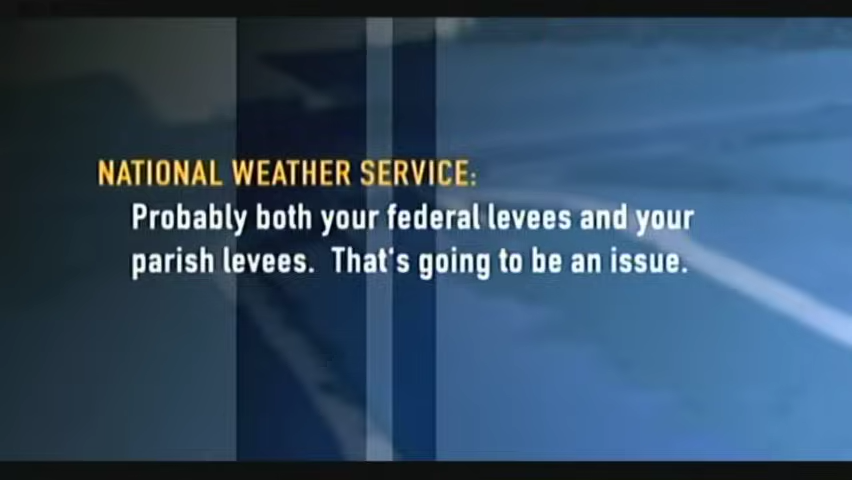 NATIONAL WEATHER SERVICE:
Probably both your federal levees and your
parish levees.  That's going to be an issue.